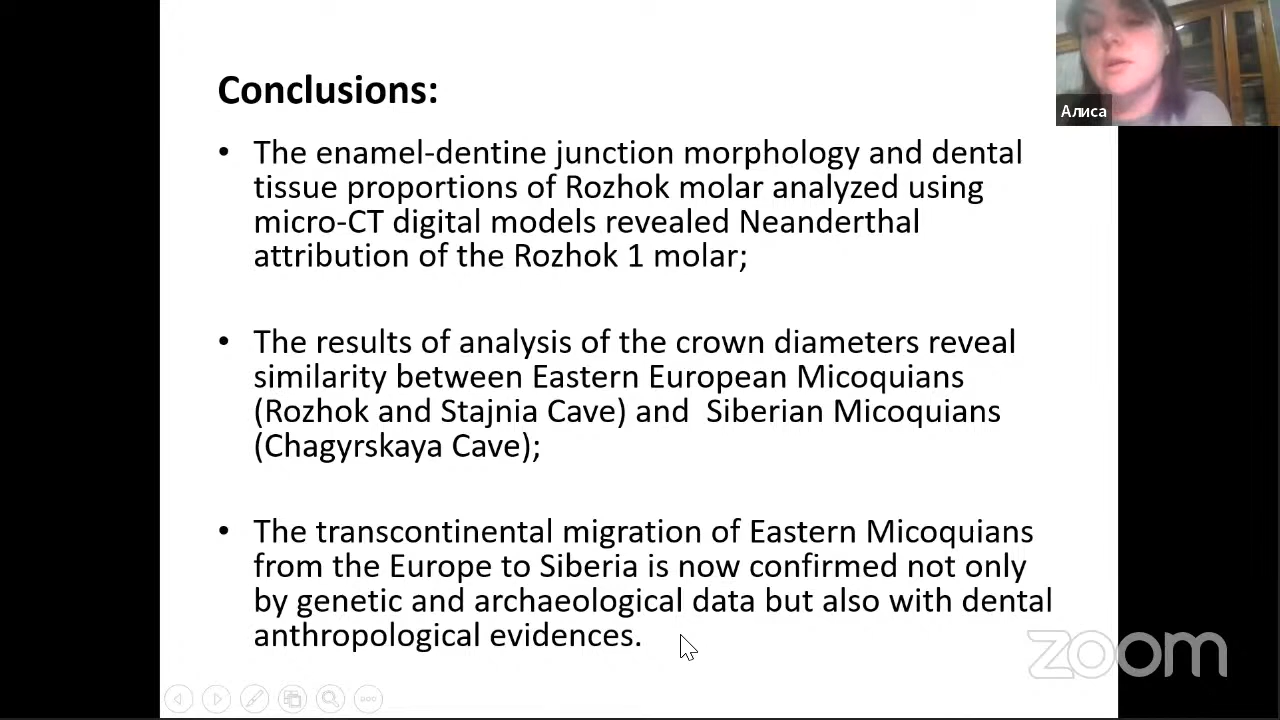 Conclusions:
• The enamel-dentine junction morphology and dental
tissue proportions of Rozhok molar analyzed using
micro-CT digital models revealed Neanderthal
attribution of the Rozhok 1 molar;
• The results of analysis of the crown diameters reveal
similarity between Eastern European Micoquians
(Rozhok and Stajnia Cave) and  Siberian Micoquians
(Chagyrskaya Cave);
• The transcontinental migration of Eastern Micoquians
from the Europe to Siberia is now confirmed not only
by genetic and archaeological data but also with dental
anthropological evidences.
Алиса
zoom